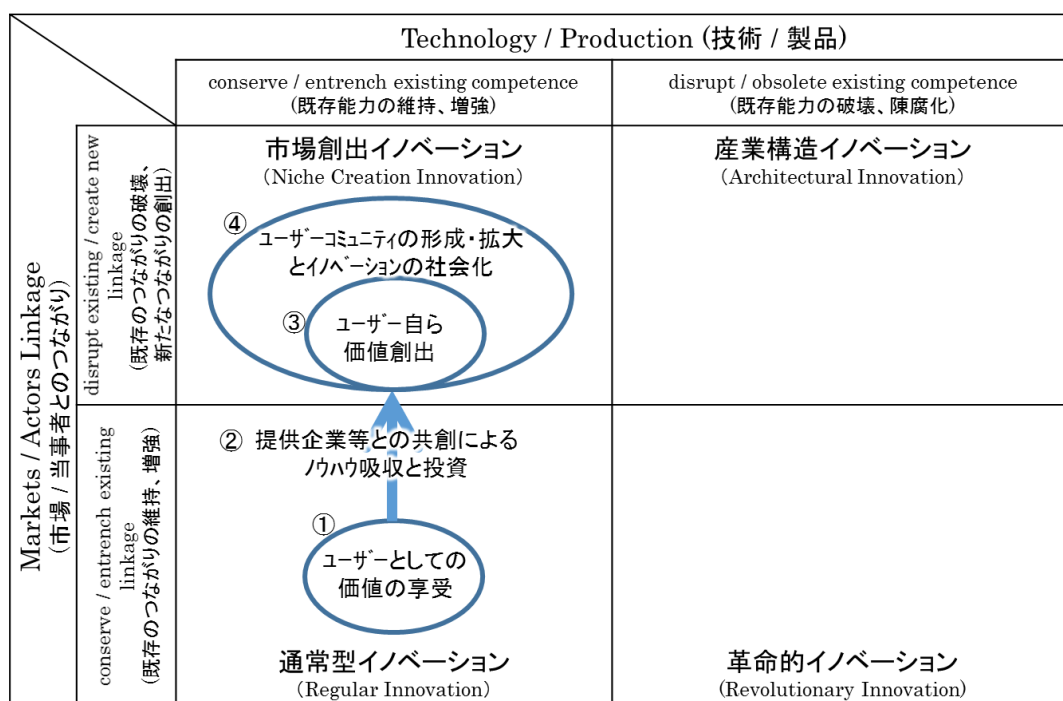 Technology / Production (技術 / 製品)
conserve / entrench existing competence
(既存能力の維持、増強)
disrupt / obsolete existing competence
(既存能力の破壊、陳腐化)
Markets / Actors Linkage
(市場 / 当事者とのつながり)
disrupt existing / create new
linkage
(既存のつながりの破壊、
新たなつながりの創出)
市場創出イノベーション
(Niche Creation Innovation)
産業構造イノベーション
(Architectural Innovation)
④
ユーザーコミュニティの形成・拡大
とイノベーションの社会化
③
ユーザー自ら
価値創出
conserve / entrench existing
linkage
(既存のつながりの維持、増強)
② 提供企業等との共創による
ノウハウ吸収と投資
①
ユーザーとしての
価値の享受
通常型イノベーション
(Regular Innovation)
革命的イノベーション
(Revolutionary Innovation)